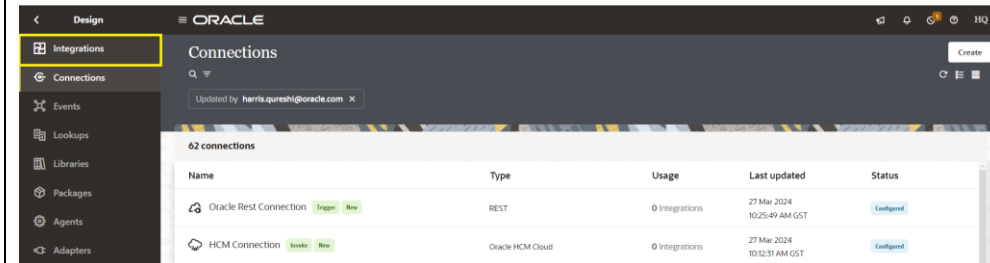 Design
ORACLE
HQ
Integrations
Connections
Events
Lookups
Libraries
Packages
Agents
Adapters
Connections
Create
Updated by harris.qureshi@oracle.com ×
62 connections
Name Type Usage Last updated Status
Oracle Rest Connection Trigger New REST 0 Integrations 27 Mar 2024 Configured
10:25:49 AM GST
HCM Connection Invoke New Oracle HCM Cloud 0 Integrations 27 Mar 2024 Configured
10:12:31 AM GST